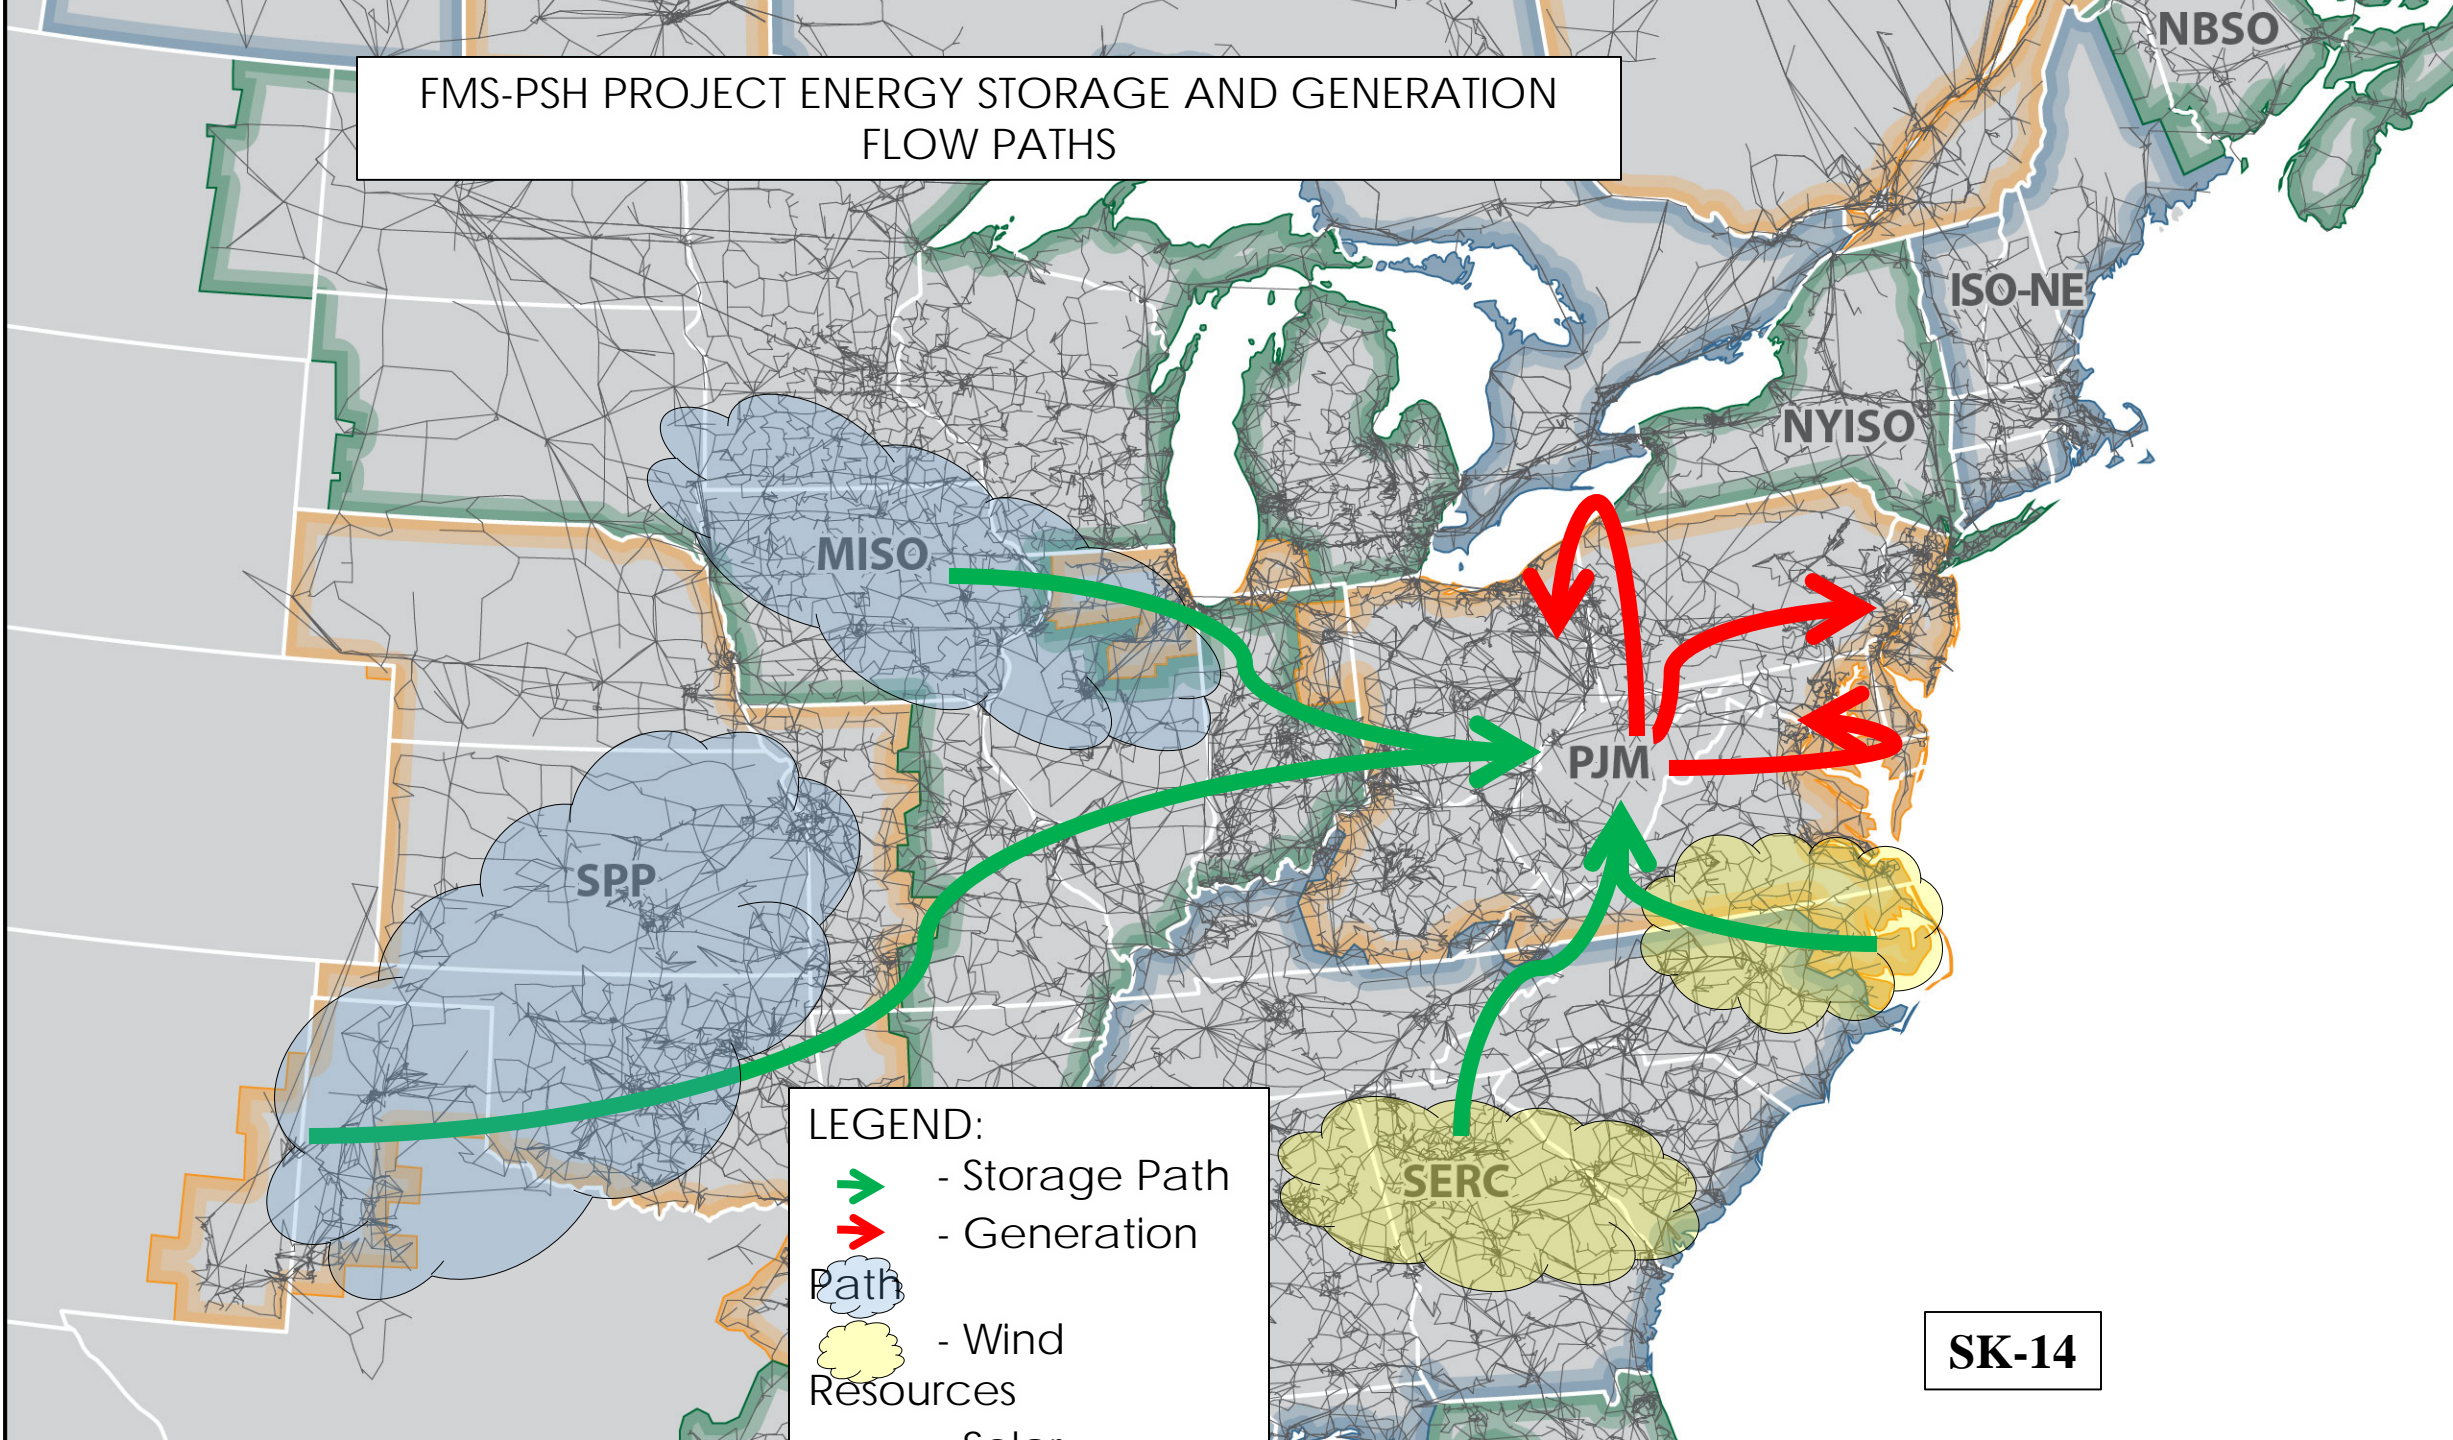 NBSO
FMS-PSH PROJECT ENERGY STORAGE AND GENERATION
FLOW PATHS
ISO-NE
NYISO
MISO
PJM
SPP
SERC
LEGEND:
- Storage Path
- Generation
Path
- Wind
Resources
- Solar
SK-14